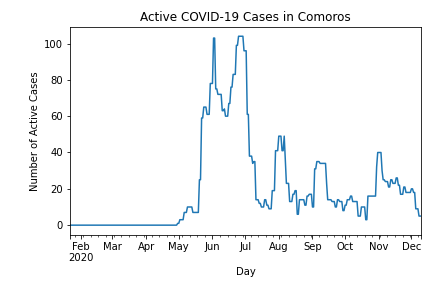 Active COVID-19 Cases in Comoros
Number of Active Cases
100
80
60
40
20
0
Feb Mar Apr May Jun Jul Aug Sep Oct Nov Dec
2020
Day